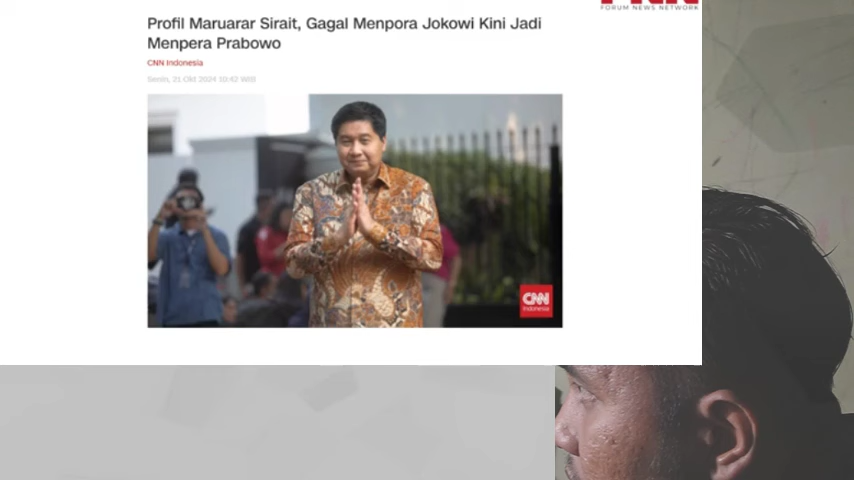 FORUM NEWS NETWORK
Profil Maruarar Sirait, Gagal Menpora Jokowi Kini Jadi
Menpera Prabowo
CNN Indonesia
Senin, 21 Okt 2024 10:42 WIB
CNN
Indonesia